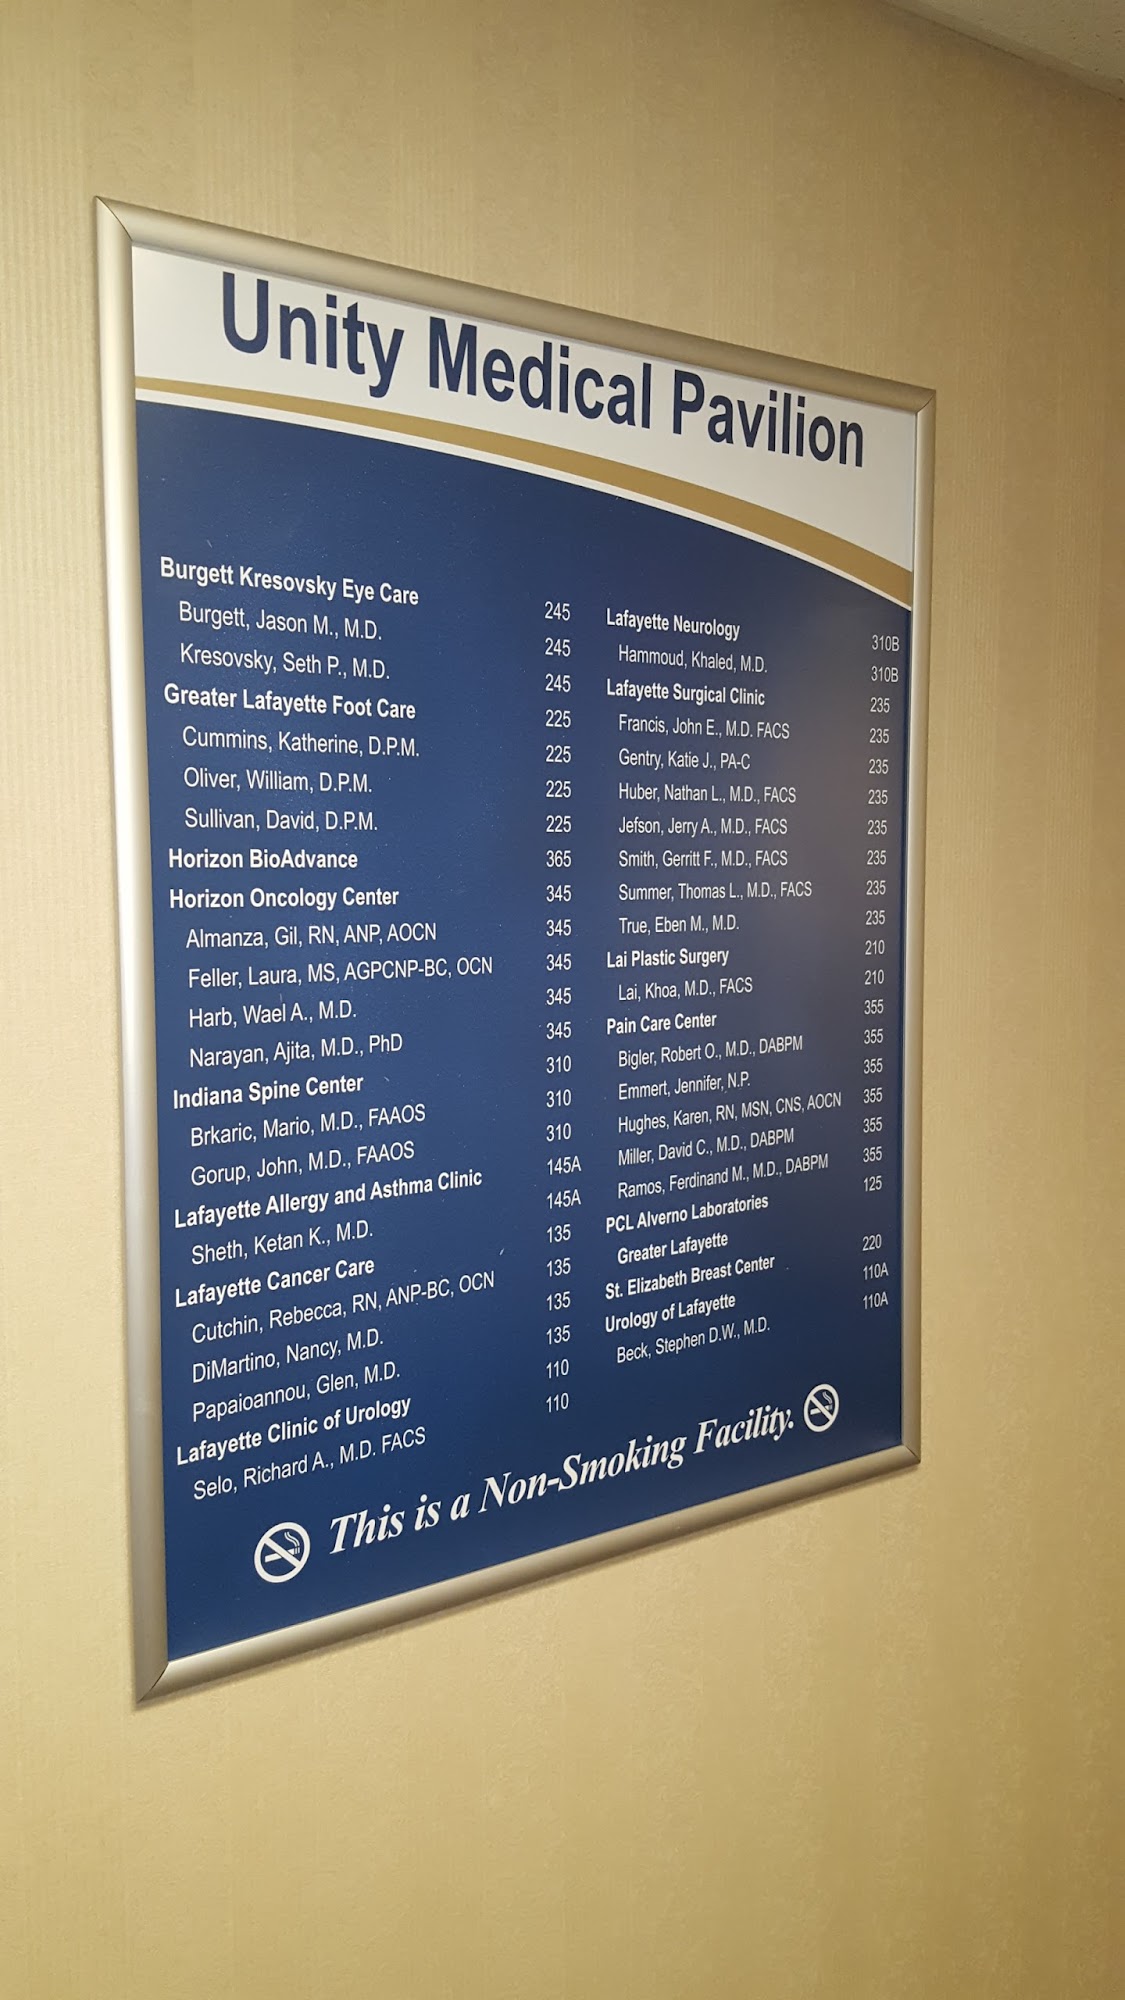 Unity Medical Pavilion
Burgett Kresovsky Eye Care 245
Burgett, Jason M., M.D. 245
Kresovsky, Seth P., M.D. 245
Greater Lafayette Foot Care 225
Cummins, Katherine, D.P.M. 225
Oliver, William, D.P.M. 225
Sullivan, David, D.P.M. 225
Horizon BioAdvance 365
Horizon Oncology Center 345
Almanza, Gil, RN, ANP, AOCN 345
Feller, Laura, MS, AGPCNP-BC, OCN 345
Harb, Wael A., M.D. 345
Narayan, Ajita, M.D., PhD 345
Indiana Spine Center 310
Brkaric, Mario, M.D., FAAOS 310
Gorup, John, M.D., FAAOS 310
Lafayette Allergy and Asthma Clinic 145A
Sheth, Ketan K., M.D. 145A
Lafayette Cancer Care 135
Cutchin, Rebecca, RN, ANP-BC, OCN 135
DiMartino, Nancy, M.D. 135
Papaioannou, Glen, M.D. 135
Lafayette Clinic of Urology 110
Selo, Richard A., M.D. FACS 110
Lafayette Neurology 310B
Hammoud, Khaled, M.D. 310B
Lafayette Surgical Clinic 235
Francis, John E., M.D. FACS 235
Gentry, Katie J., PA-C 235
Huber, Nathan L., M.D., FACS 235
Jefson, Jerry A., M.D., FACS 235
Smith, Gerritt F., M.D., FACS 235
Summer, Thomas L., M.D., FACS 235
True, Eben M., M.D. 235
Lai Plastic Surgery 210
Lai, Khoa, M.D., FACS 210
Pain Care Center 355
Bigler, Robert O., M.D., DABPM 355
Emmert, Jennifer, N.P. 355
Hughes, Karen, RN, MSN, CNS, AOCN 355
Miller, David C., M.D., DABPM 355
Ramos, Ferdinand M., M.D., DABPM 355
PCL Alverno Laboratories 125
Greater Lafayette
St. Elizabeth Breast Center 220
Urology of Lafayette 110A
Beck, Stephen D.W., M.D. 110A
This is a Non-Smoking Facility.